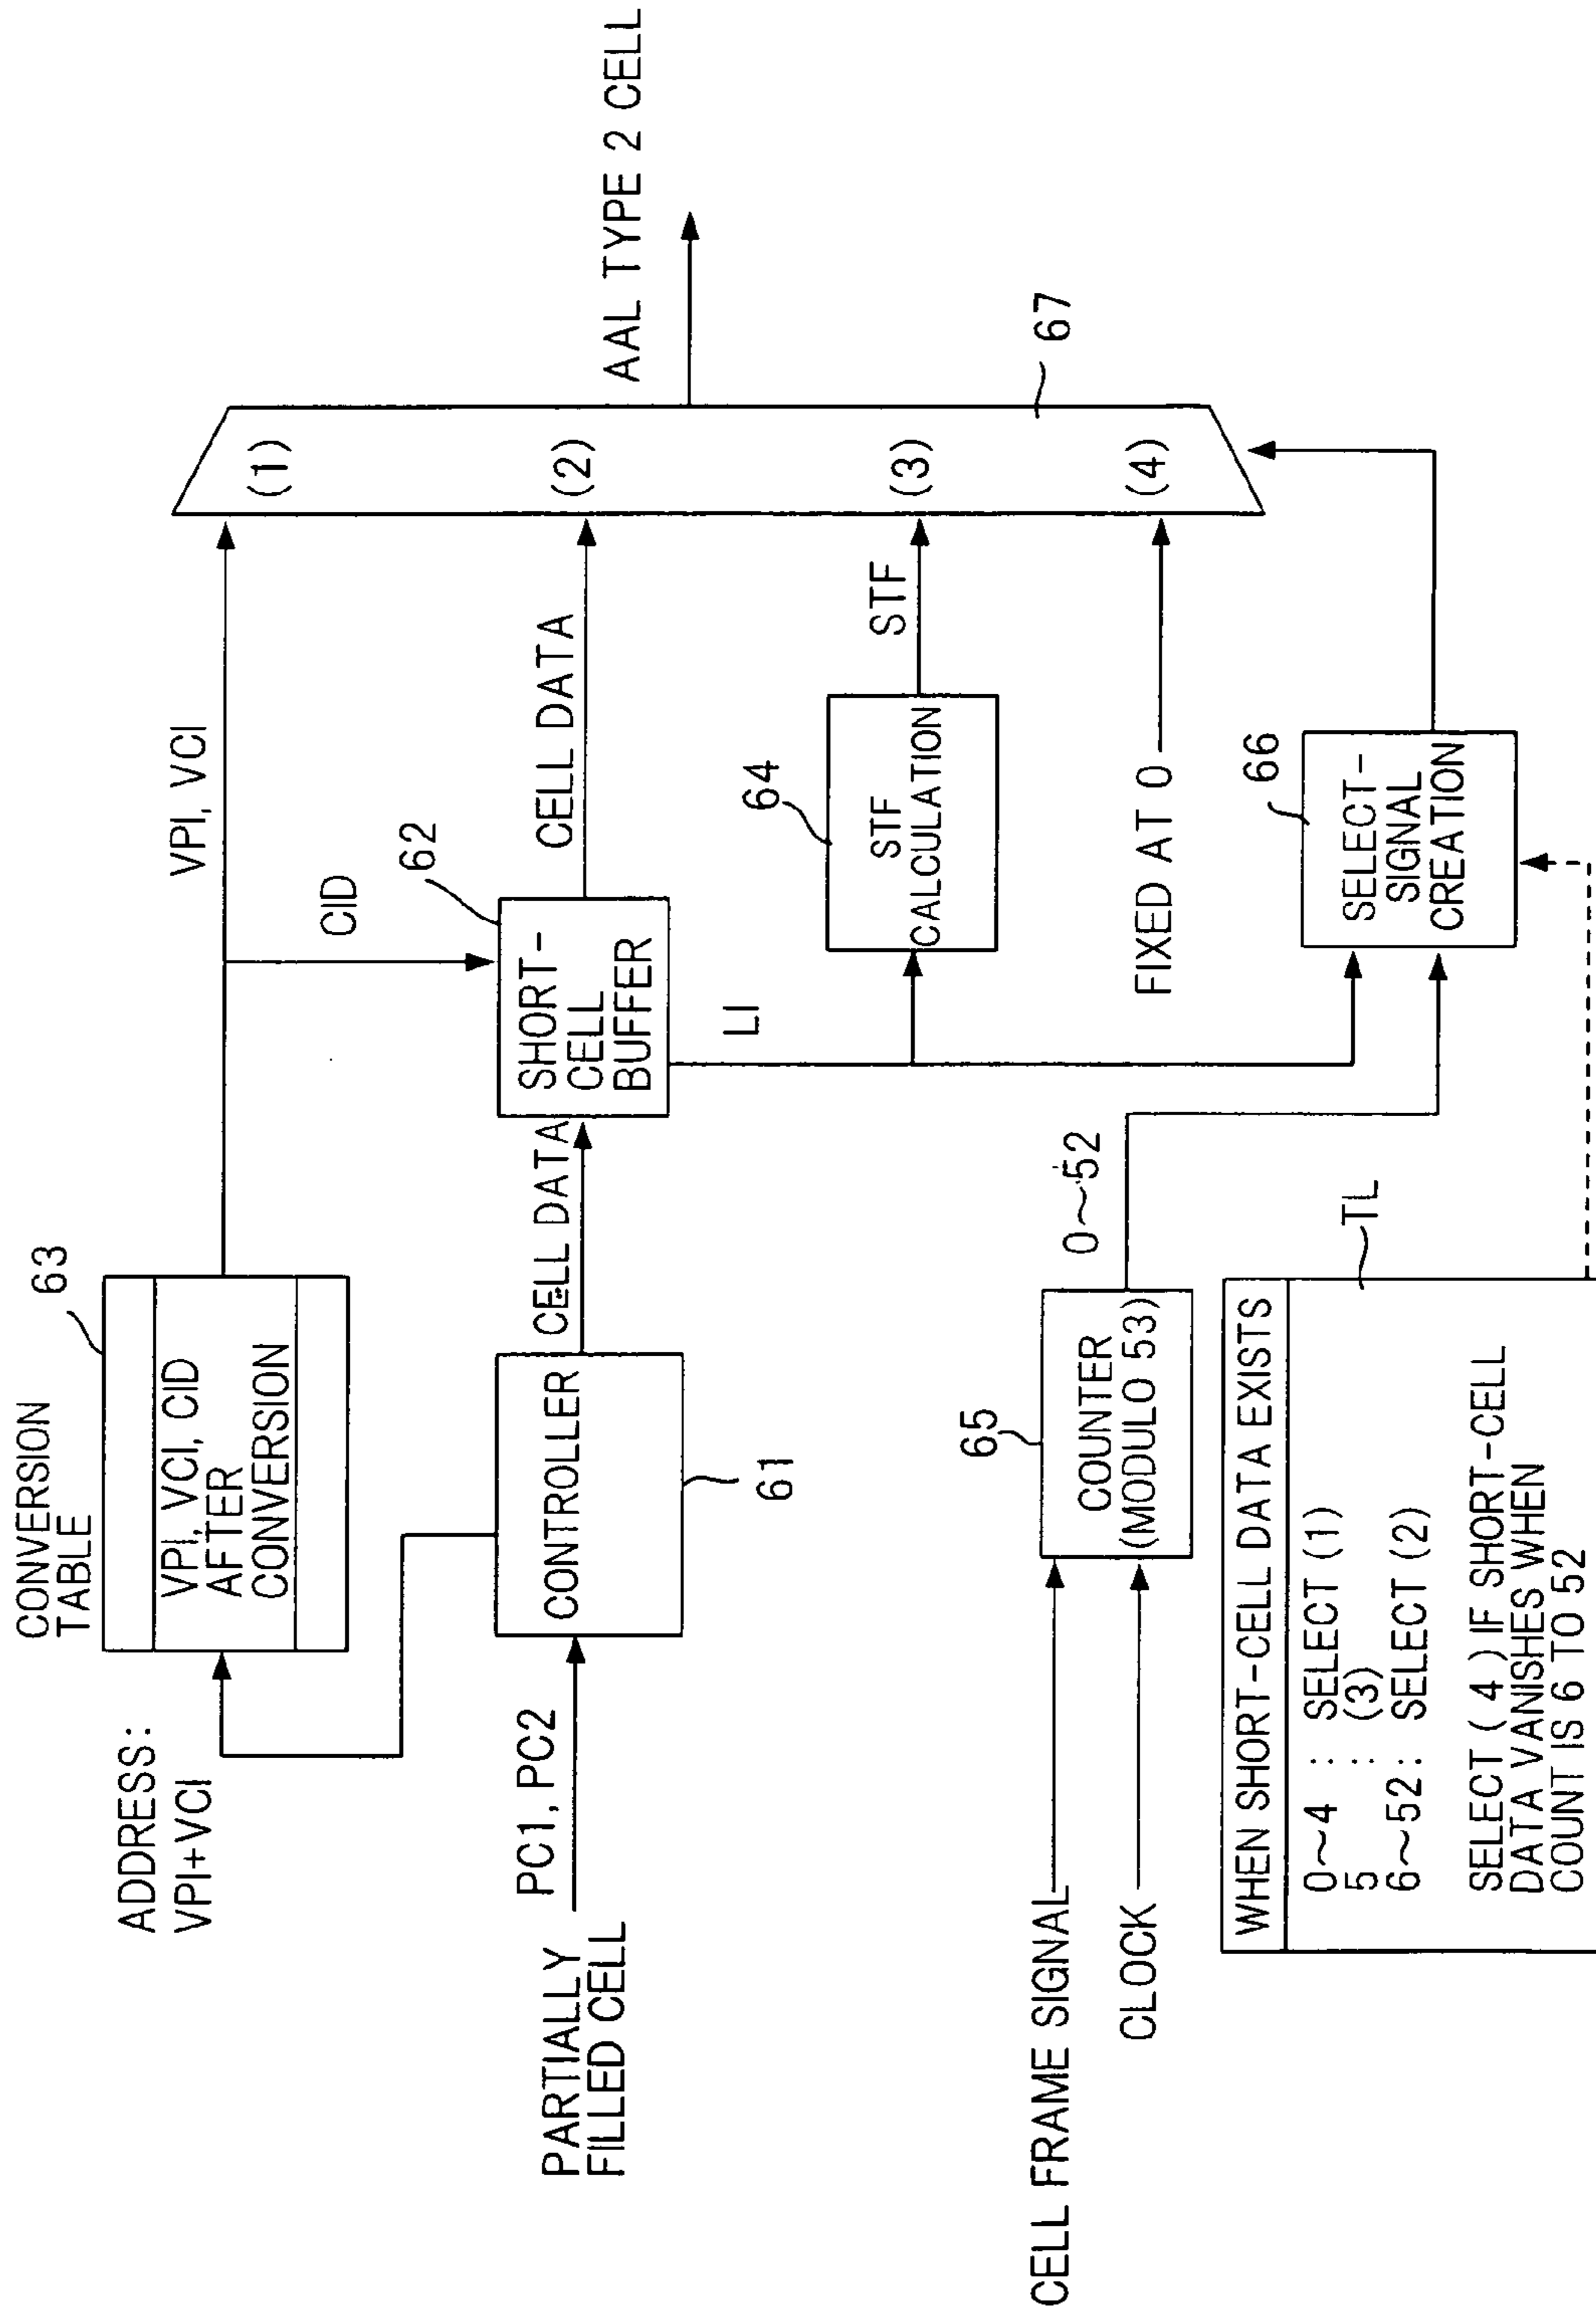 CONVERSION
TABLE
63
ADDRESS:
VPI+VCI
VPI, VCI, CID
AFTER
CONVERSION
VPI, VCI
CID
(1)
PARTIALLY
FILLED CELL
PC1, PC2
CONTROLLER
61
CELL DATA
SHORT-
CELL
BUFFER
62
CELL DATA
(2)
AAL TYPE 2 CELL
LI
64
STF
CALCULATION
STF
(3)
67
FIXED AT 0
(4)
CELL FRAME SIGNAL
CLOCK
65
COUNTER
(MODULO 53)
0~52
66
SELECT-
SIGNAL
CREATION
TL
WHEN SHORT-CELL DATA EXISTS
0~4 : SELECT (1)
5 : (3)
6~52: SELECT (2)
SELECT (4) IF SHORT-CELL
DATA VANISHES WHEN
COUNT IS 6 TO 52